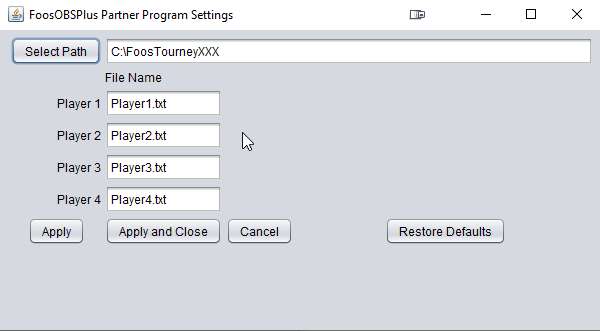 FoosOBSPlus Partner Program Settings
Select Path C:\FoosTourneyXXX
File Name
Player 1 Player1.txt
Player 2 Player2.txt
Player 3 Player3.txt
Player 4 Player4.txt
Apply Apply and Close Cancel Restore Defaults